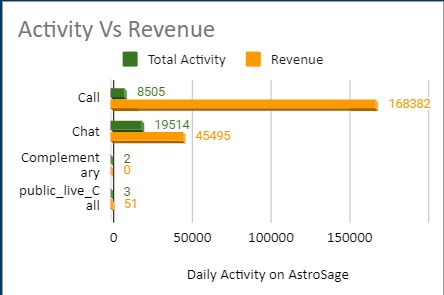 Activity Vs Revenue
Total Activity
Revenue
Call
8505
168382
Chat
19514
45495
Complement
ary
2
0
public_live_C
all
3
51
0
50000
100000
150000
Daily Activity on AstroSage